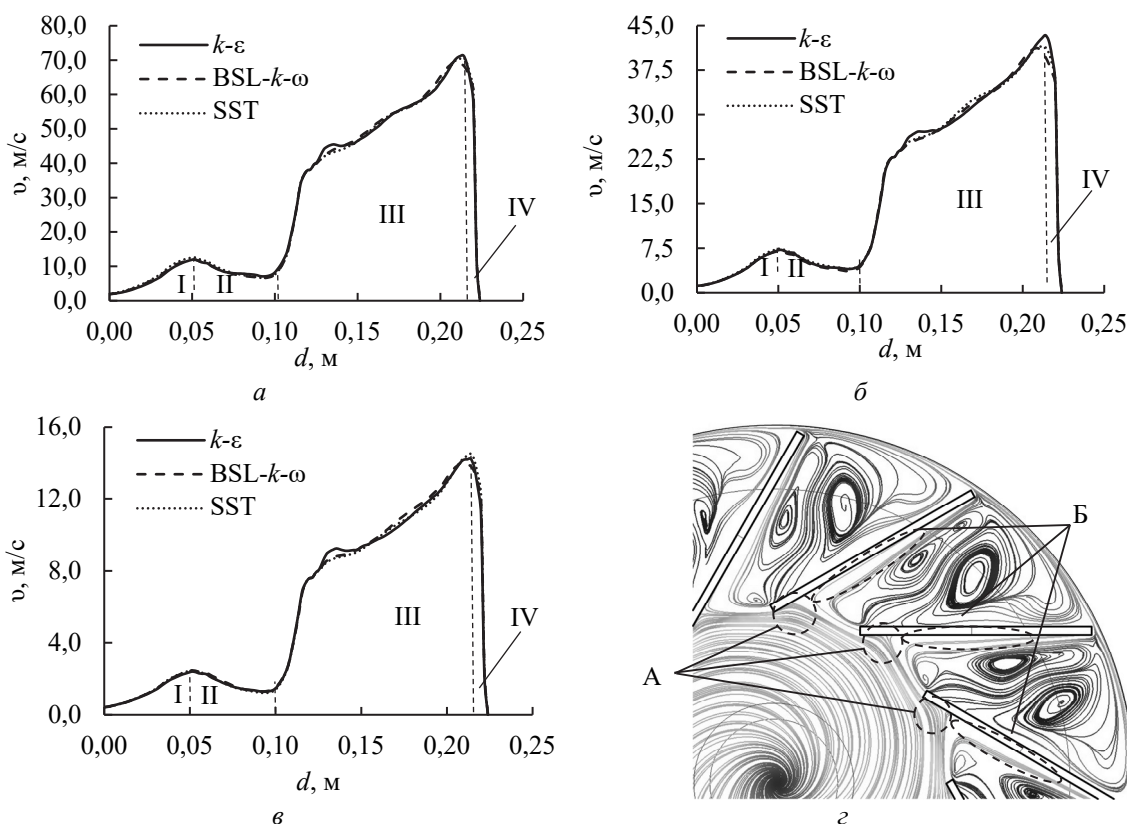 80,0
70,0
60,0
50,0
40,0
30,0
20,0
10,0
0,0
υ, м/с
k-ε
BSL-k-ω
SST
I
II
III
IV
0,00 0,05 0,10 0,15 0,20 0,25
d, м
а
45,0
37,5
30,0
22,5
15,0
7,5
0,0
υ, м/с
k-ε
BSL-k-ω
SST
I
II
III
IV
0,00 0,05 0,10 0,15 0,20 0,25
d, м
б
16,0
12,0
8,0
4,0
0,0
υ, м/с
k-ε
BSL-k-ω
SST
I
II
III
IV
0,00 0,05 0,10 0,15 0,20 0,25
d, м
в
Б
А
г